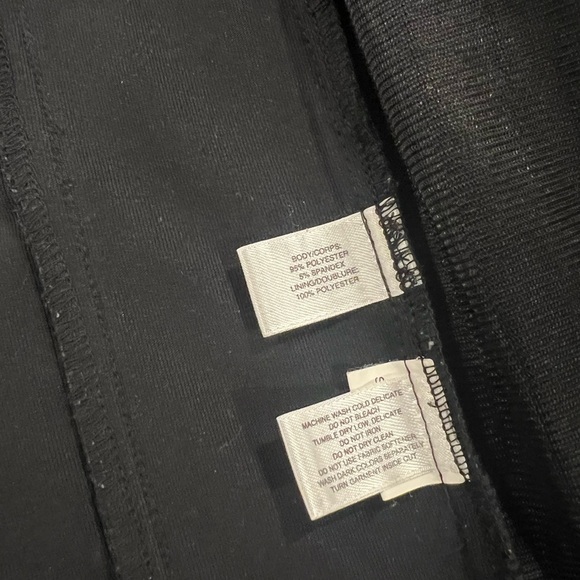 BODY/CORPS:
95% POLYESTER
5% SPANDEX
LINING/DOUBLURE:
100% POLYESTER
MACHINE WASH COLD DELICATE
DO NOT BLEACH
TUMBLE DRY LOW, DELICATE
DO NOT IRON
DO NOT DRY CLEAN
DO NOT USE FABRIC SOFTENER
WASH DARK COLORS SEPARATELY
TURN GARMENT INSIDE OUT